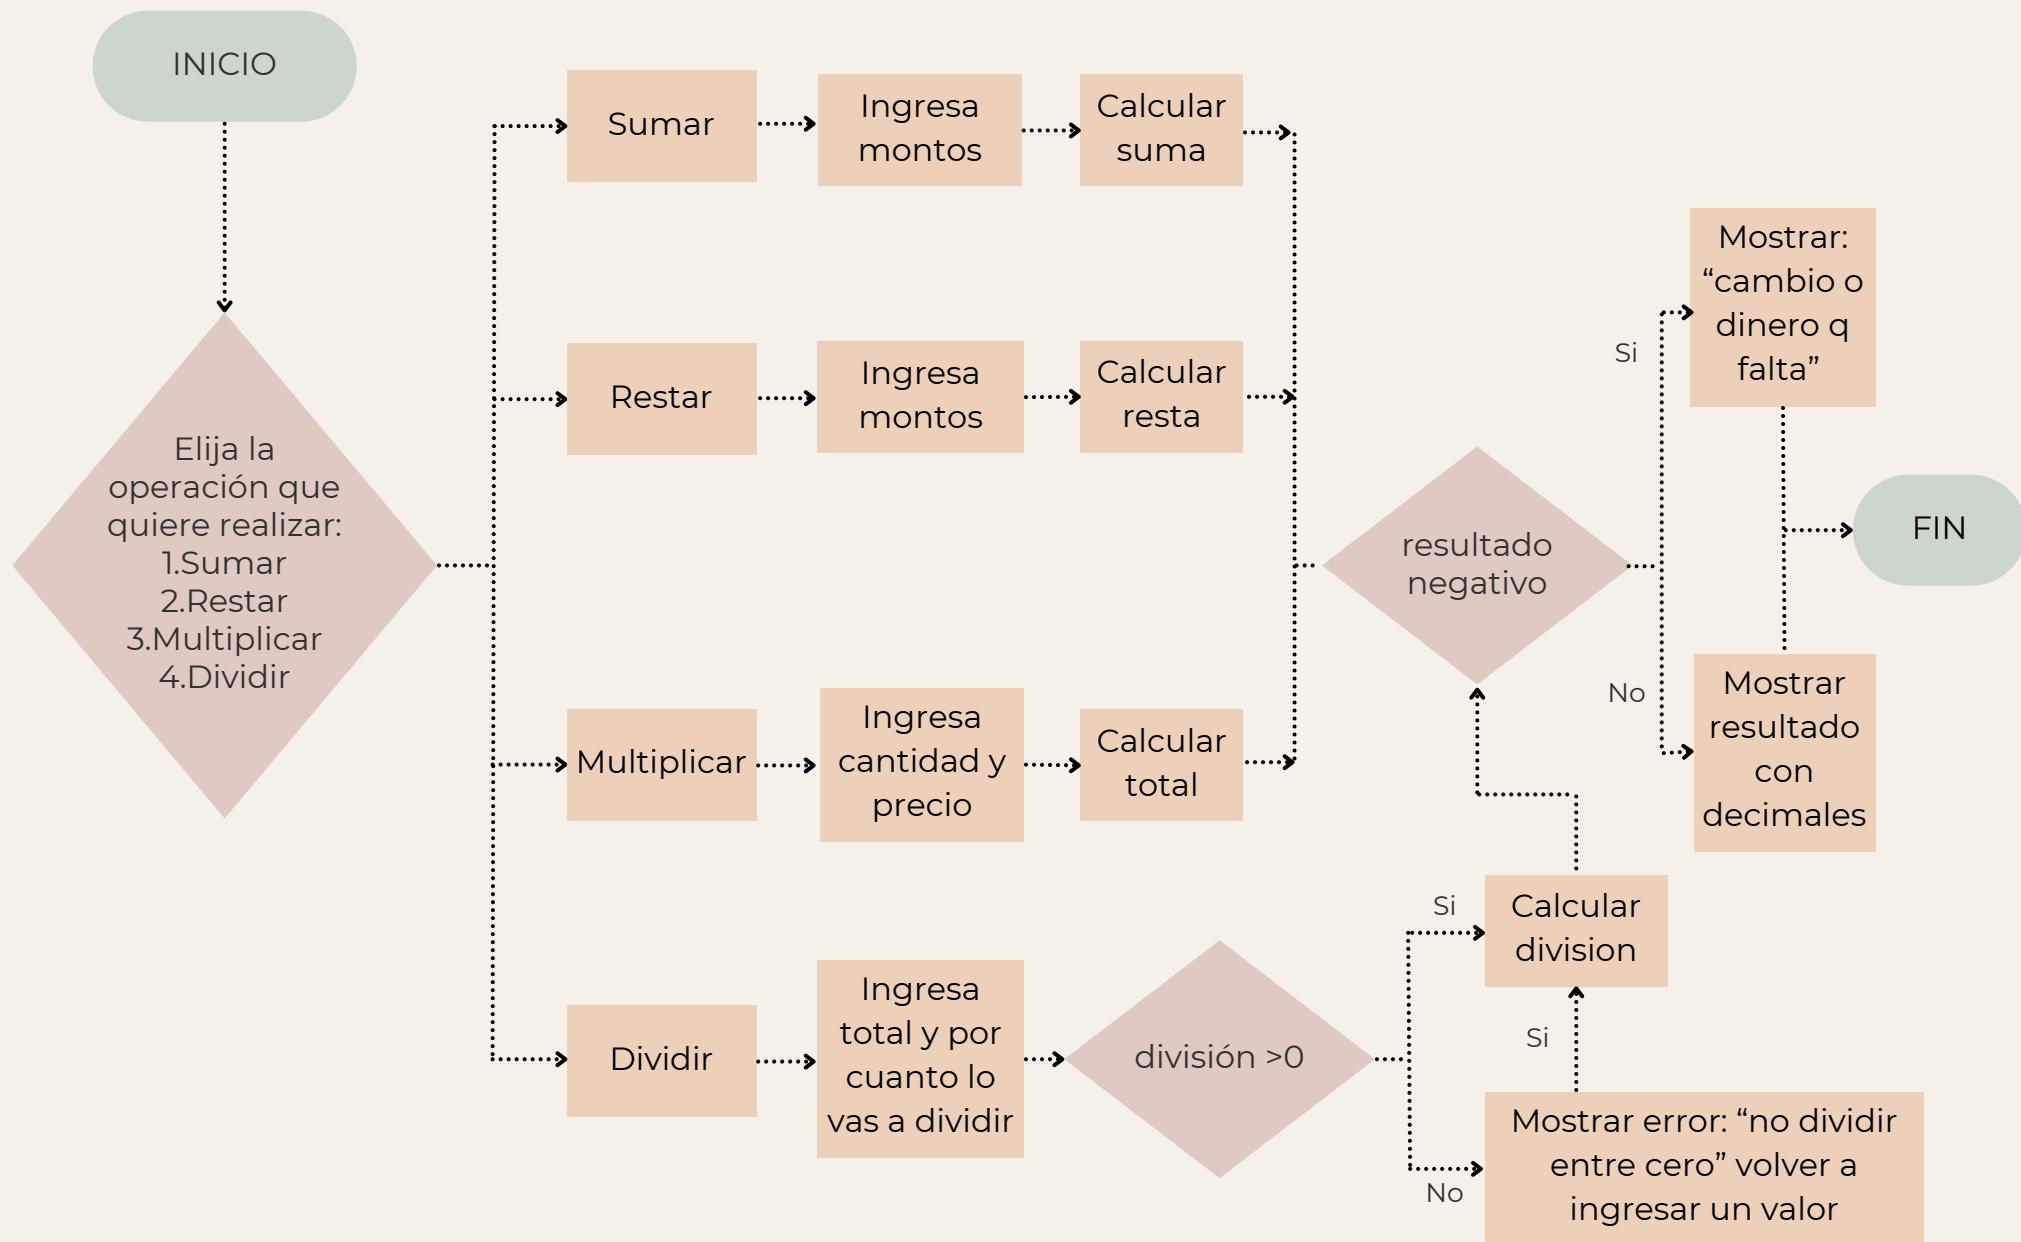 INICIO
Elija la
operación que
quiere realizar:
1.Sumar
2.Restar
3.Multiplicar
4.Dividir
Sumar
Ingresa
montos
Calcular
suma
Restar
Ingresa
montos
Calcular
resta
Multiplicar
Ingresa
cantidad y
precio
Calcular
total
Dividir
Ingresa
total y por
cuanto lo
vas a dividir
división >0
Si
Calcular
division
Si
No
Mostrar error: “no dividir
entre cero” volver a
ingresar un valor
resultado
negativo
Si
Mostrar:
“cambio o
dinero q
falta”
No
Mostrar
resultado
con
decimales
FIN